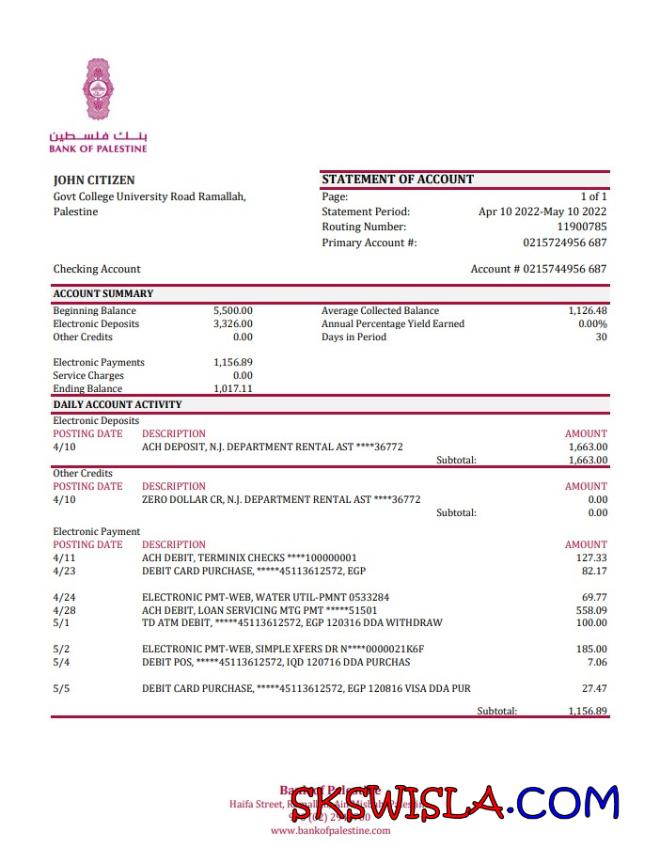 بنك فلسطين
BANK OF PALESTINE
JOHN CITIZEN
Govt College University Road Ramallah,
Palestine
STATEMENT OF ACCOUNT
Page: 1 of 1
Statement Period: Apr 10 2022-May 10 2022
Routing Number: 11900785
Primary Account #: 0215724956 687
Checking Account Account # 0215744956 687
ACCOUNT SUMMARY
Beginning Balance 5,500.00 Average Collected Balance 1,126.48
Electronic Deposits 3,326.00 Annual Percentage Yield Earned 0.00%
Other Credits 0.00 Days in Period 30
Electronic Payments 1,156.89
Service Charges 0.00
Ending Balance 1,017.11
DAILY ACCOUNT ACTIVITY
Electronic Deposits
POSTING DATE DESCRIPTION AMOUNT
4/10 ACH DEPOSIT, N.J. DEPARTMENT RENTAL AST ****36772 1,663.00
Subtotal: 1,663.00
Other Credits
POSTING DATE DESCRIPTION AMOUNT
4/10 ZERO DOLLAR CR, N.J. DEPARTMENT RENTAL AST ****36772 0.00
Subtotal: 0.00
Electronic Payment
POSTING DATE DESCRIPTION AMOUNT
4/11 ACH DEBIT, TERMINIX CHECKS ****100000001 127.33
4/23 DEBIT CARD PURCHASE, *****45113612572, EGP 82.17
4/24 ELECTRONIC PMT-WEB, WATER UTIL-PMNT 0533284 69.77
4/28 ACH DEBIT, LOAN SERVICING MTG PMT *****51501 558.09
5/1 TD ATM DEBIT, *****45113612572, EGP 120316 DDA WITHDRAW 100.00
5/2 ELECTRONIC PMT-WEB, SIMPLE XFERS DR N****0000021K6F 185.00
5/4 DEBIT POS, *****45113612572, IQD 120716 DDA PURCHAS 7.06
5/5 DEBIT CARD PURCHASE, *****45113612572, EGP 120816 VISA DDA PUR 27.47
Subtotal: 1,156.89
Bank of Palestine
Haifa Street,
SKSWISLA.COM
www.bankofpalestine.com